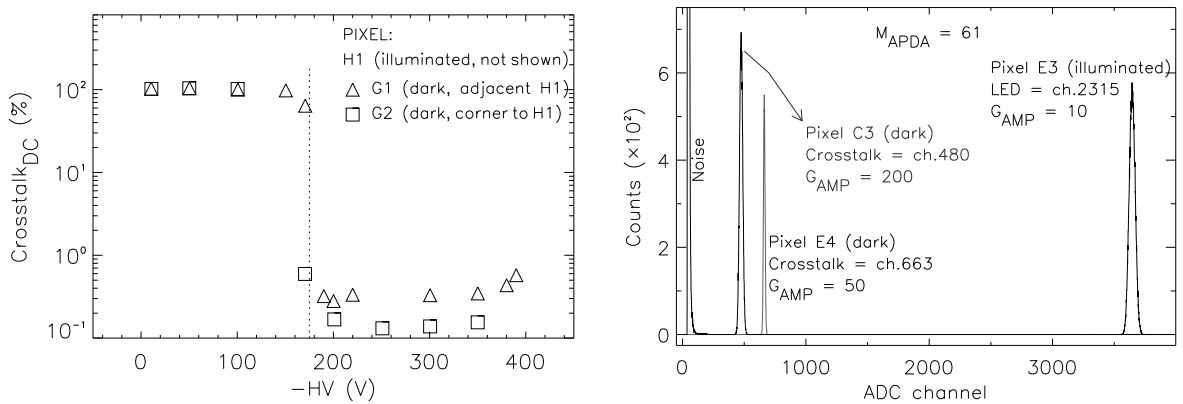 PIXEL:
H1 (illuminated, not shown)
G1 (dark, adjacent H1)
G2 (dark, corner to H1)
Crosstalk_DC (%)
10²
10¹
10⁰
10⁻¹
0 100 200 300 400
−HV (V)
M_APDA = 61
Pixel E3 (illuminated)
LED = ch.2315
G_AMP = 10
Pixel C3 (dark)
Crosstalk = ch.480
G_AMP = 200
Pixel E4 (dark)
Crosstalk = ch.663
G_AMP = 50
Noise
Counts (×10²)
6
4
2
0
0 1000 2000 3000
ADC channel